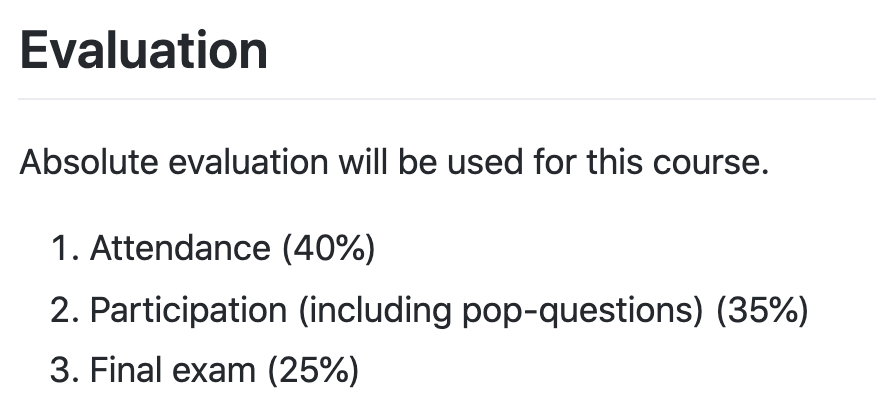 Evaluation
Absolute evaluation will be used for this course.
1. Attendance (40%)
2. Participation (including pop-questions) (35%)
3. Final exam (25%)